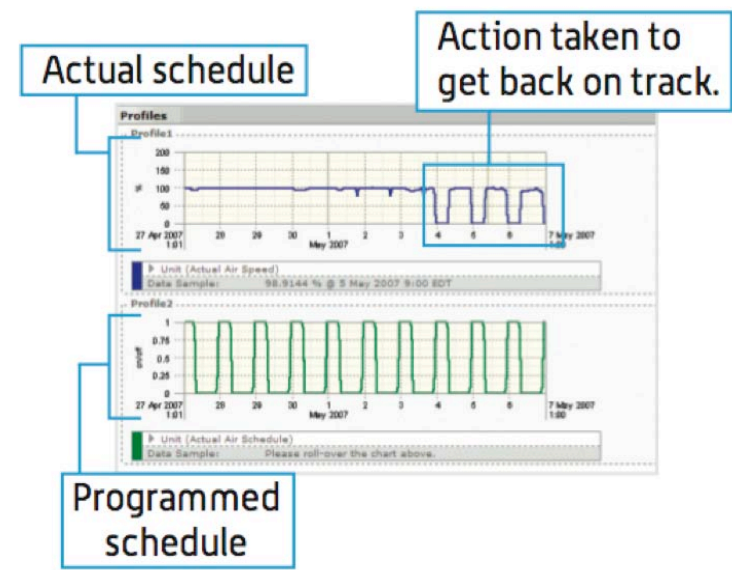 Actual schedule
Action taken to
get back on track.
Profiles
Profile1
200
150
100
50
0
%
27 Apr 2007 28 29 30 1 2 3 4 5 6 7 May 2007
1:01 May 2007 1:00
Unit (Actual Air Speed)
Data Sample: 98.9144 % @ 5 May 2007 9:00 EDT
Profile2
1
0.75
0.5
0.25
0
on/off
27 Apr 2007 28 29 30 1 2 3 4 5 6 7 May 2007
1:01 May 2007 1:00
Unit (Actual Air Schedule)
Data Sample: Please roll-over the chart above.
Programmed
schedule